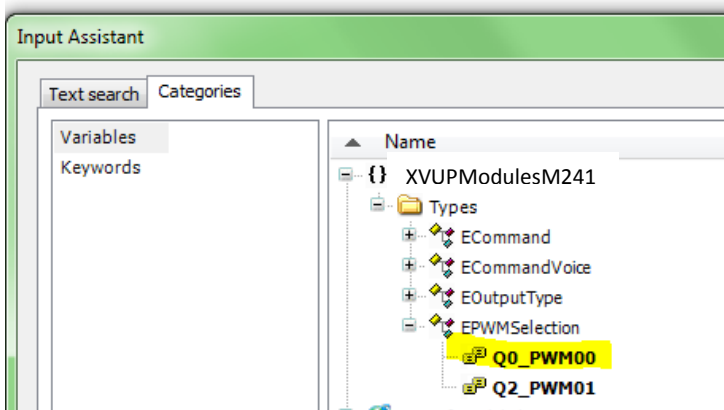 Input Assistant
Text search Categories
Variables
Keywords
Name
{} XVUPModulesM241
Types
ECommand
ECommandVoice
EOutputType
EPWMSelection
Q0_PWM00
Q2_PWM01